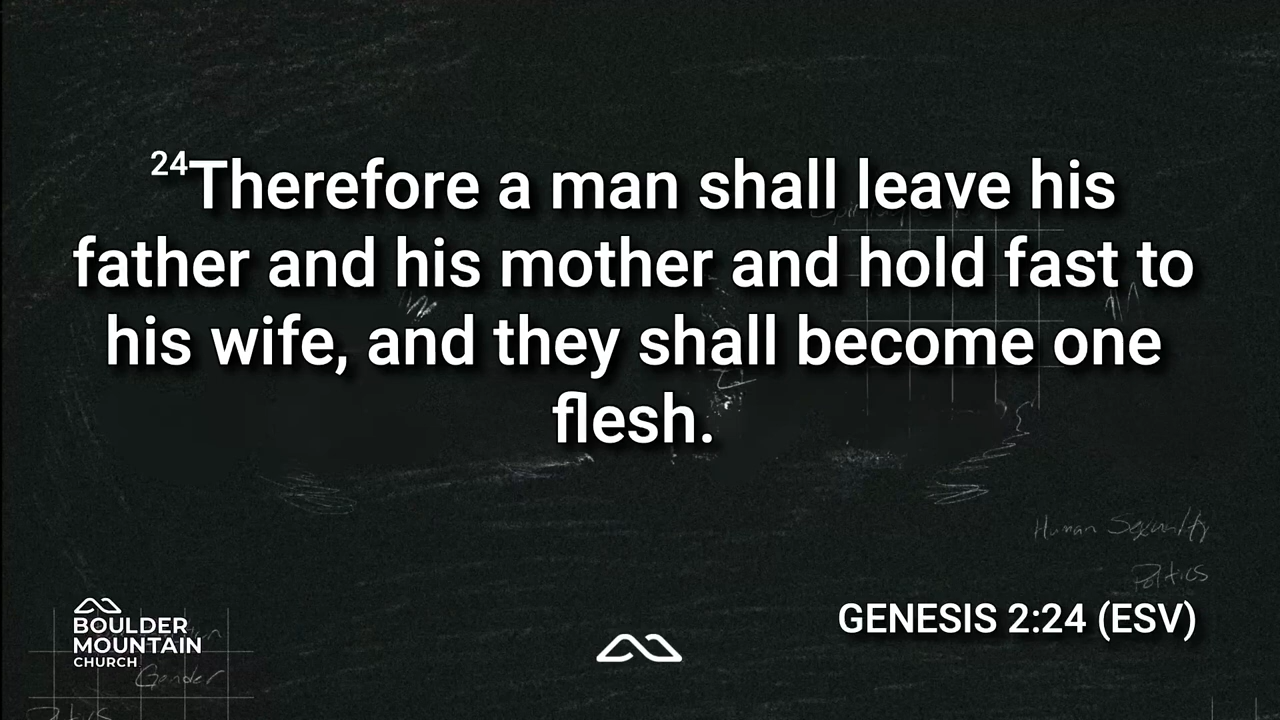 24Therefore a man shall leave his
father and his mother and hold fast to
his wife, and they shall become one
flesh.
Human Sexuality
Politics
GENESIS 2:24 (ESV)
BOULDER
MOUNTAIN
CHURCH
Gender
Politics